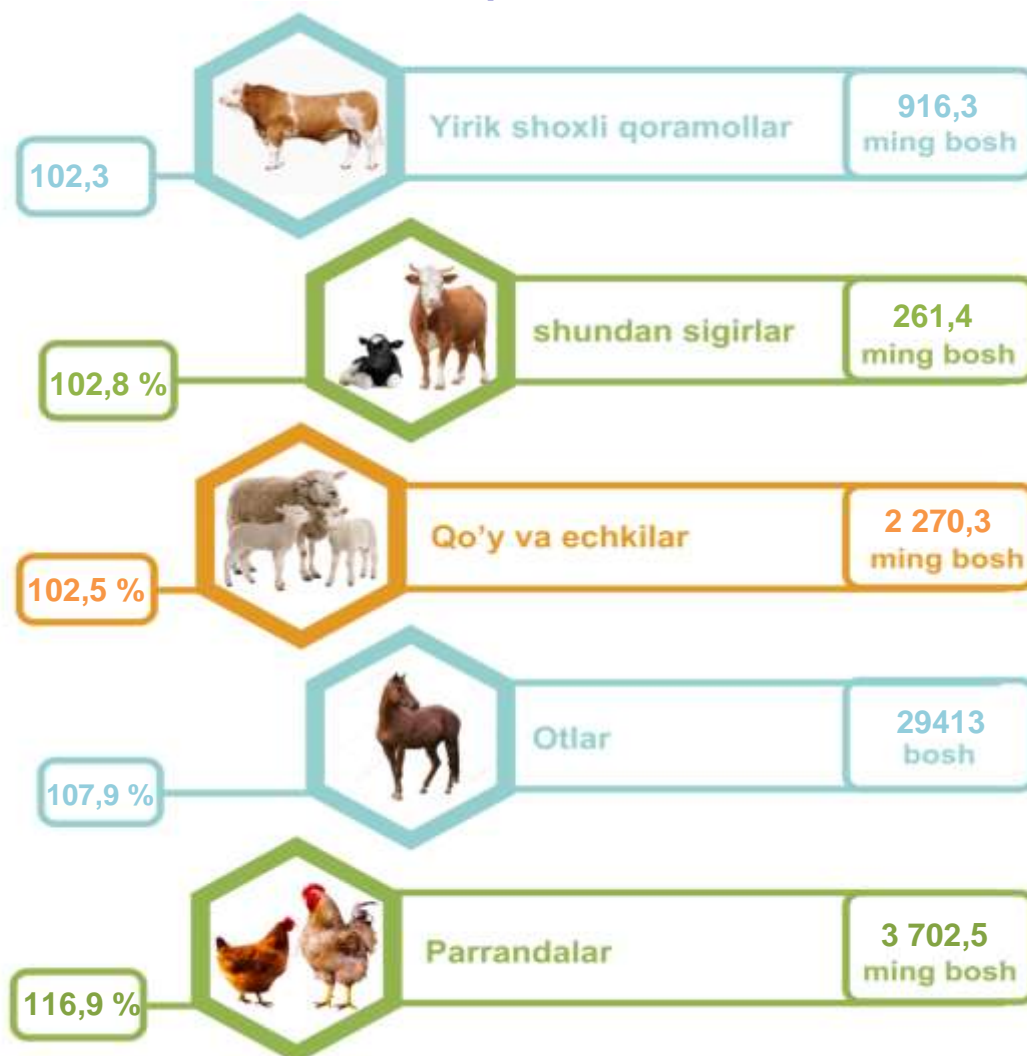 Yirik shoxli qoramollar
916,3
ming bosh
102,3
shundan sigirlar
261,4
ming bosh
102,8 %
Qo'y va echkilar
2 270,3
ming bosh
102,5 %
Otlar
29413
bosh
107,9 %
Parrandalar
3 702,5
ming bosh
116,9 %